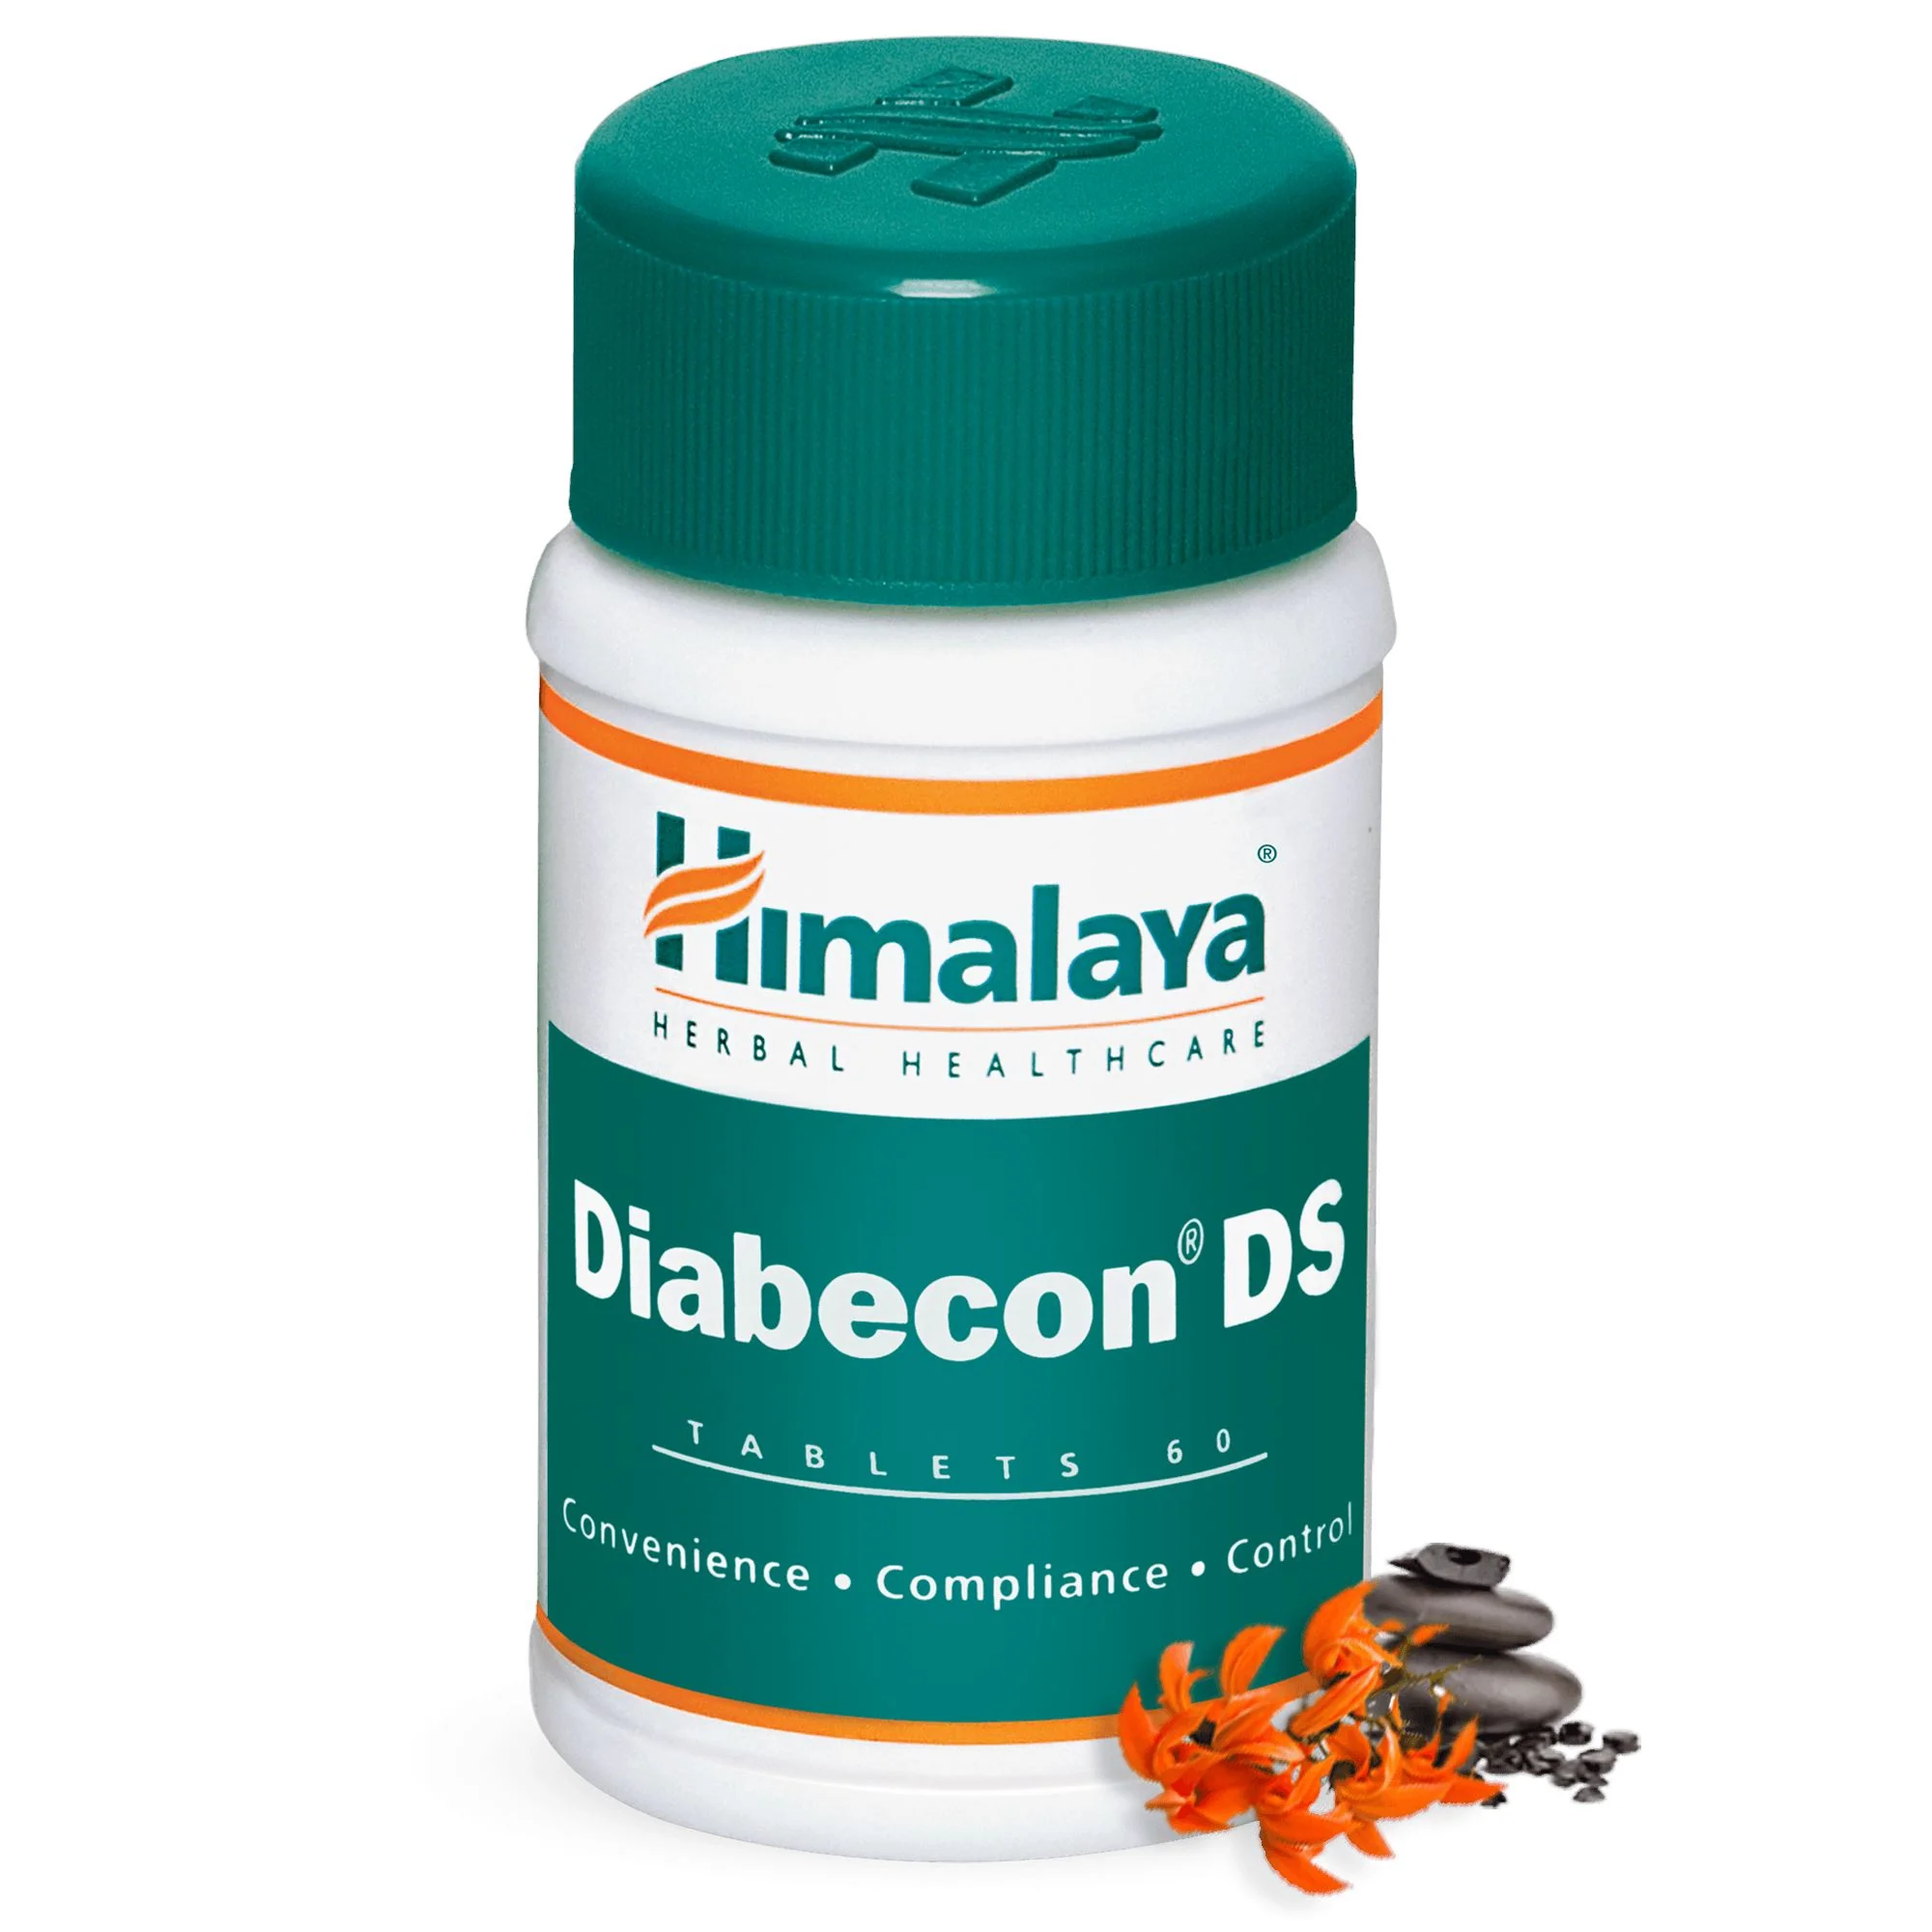 Himalaya®
HERBAL HEALTHCARE
Diabecon® DS
TABLETS 60
Convenience • Compliance • Control